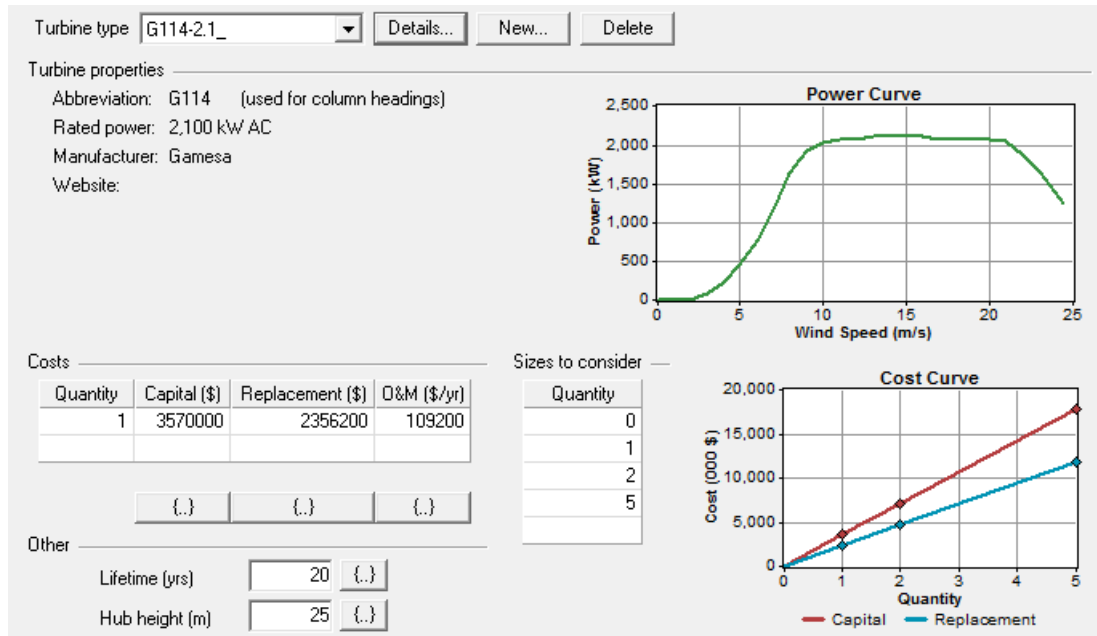 Turbine type G114-2.1_ Details... New... Delete
Turbine properties
Abbreviation: G114 (used for column headings)
Rated power: 2,100 kW AC
Manufacturer: Gamesa
Website:
Power Curve
Power (kW)
2,500
2,000
1,500
1,000
500
0
0 5 10 15 20 25
Wind Speed (m/s)
Costs
Quantity Capital ($) Replacement ($) O&M ($/yr)
1 3570000 2356200 109200
{..} {..} {..}
Sizes to consider
Quantity
0
1
2
5
Cost Curve
Cost (000 $)
20,000
15,000
10,000
5,000
0
0 1 2 3 4 5
Quantity
Capital Replacement
Other
Lifetime (yrs) 20 {..}
Hub height (m) 25 {..}